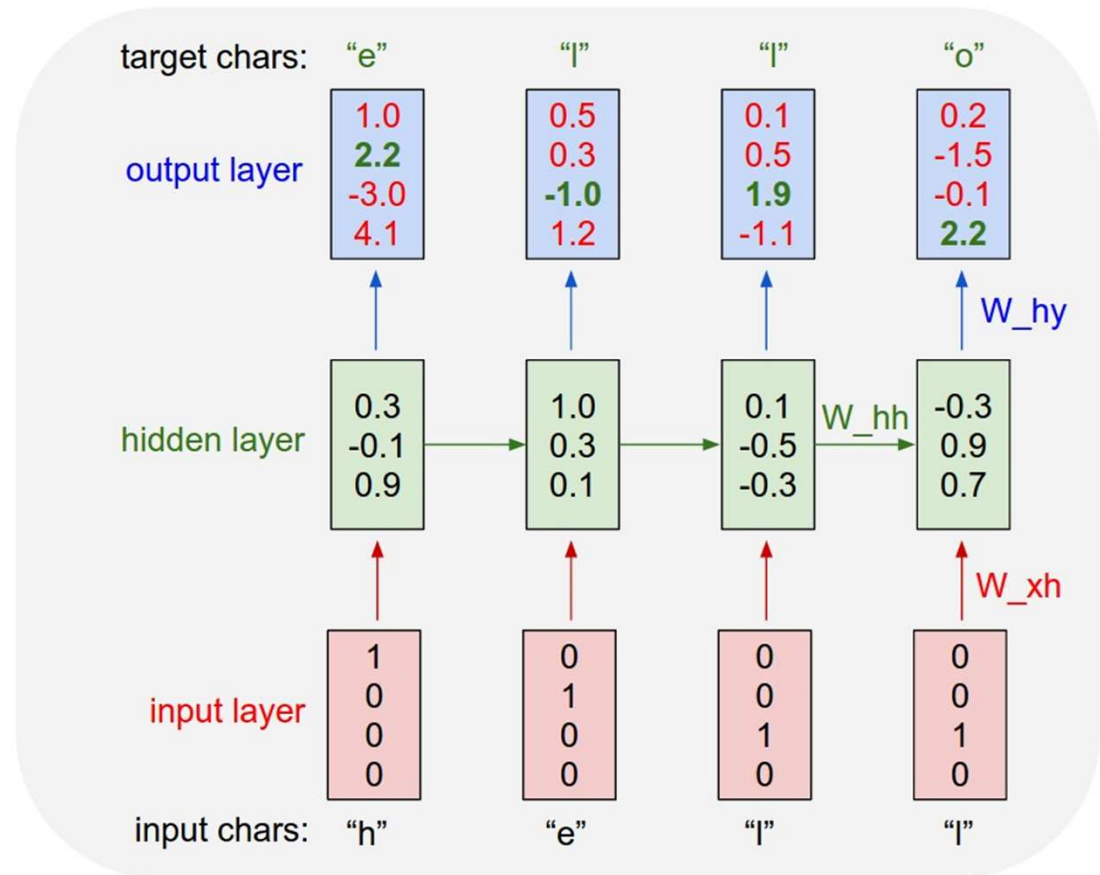 target chars: “e” “l” “l” “o”
output layer
1.0 0.5 0.1 0.2
2.2 0.3 0.5 -1.5
-3.0 -1.0 1.9 -0.1
4.1 1.2 -1.1 2.2
W_hy
hidden layer
0.3 1.0 0.1 -0.3
-0.1 0.3 -0.5 0.9
0.9 0.1 -0.3 0.7
W_hh
W_xh
input layer
1 0 0 0
0 1 0 0
0 0 1 1
0 0 0 0
input chars: “h” “e” “l” “l”